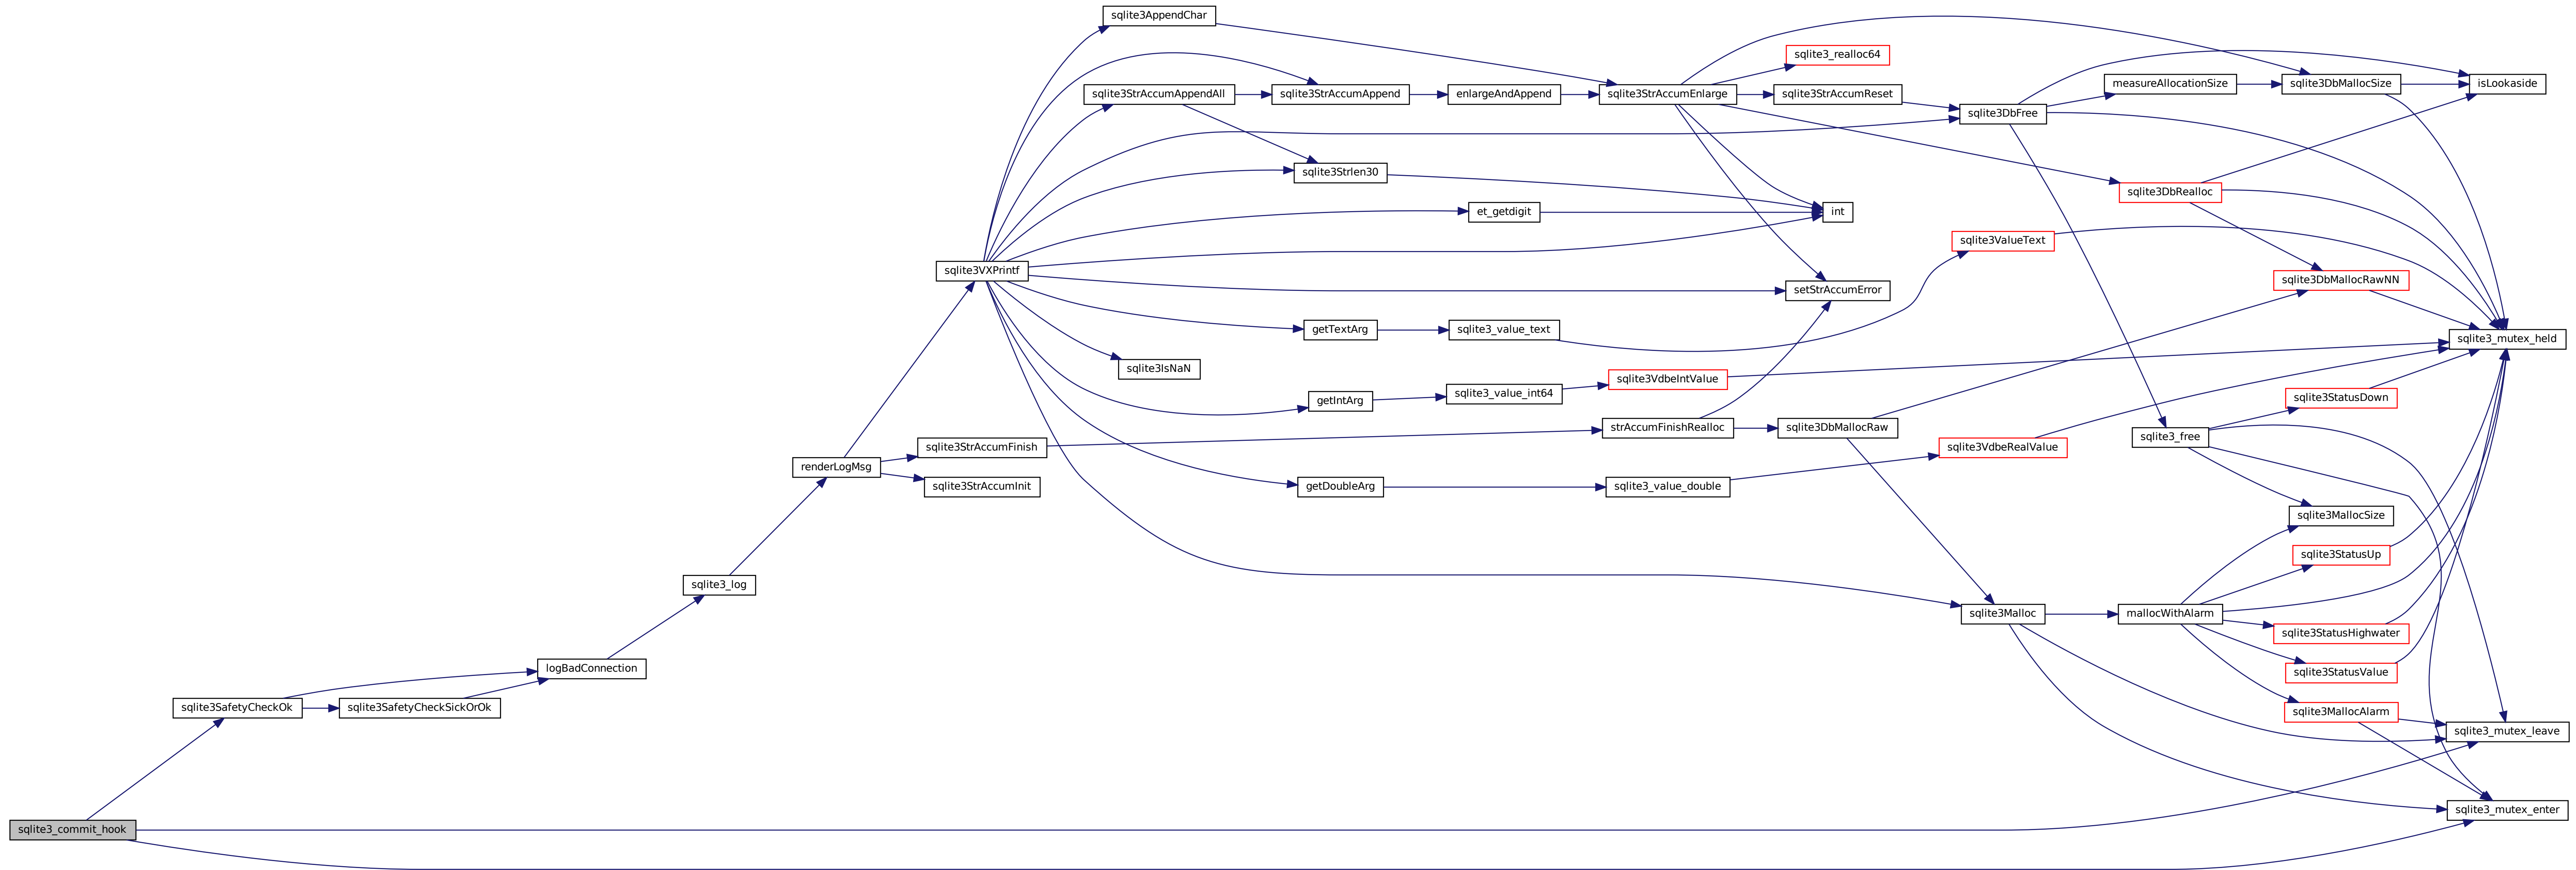 sqlite3AppendChar
sqlite3_realloc64
sqlite3StrAccumAppendAll
sqlite3StrAccumAppend
enlargeAndAppend
sqlite3StrAccumEnlarge
sqlite3StrAccumReset
measureAllocationSize
sqlite3DbMallocSize
isLookaside
sqlite3DbFree
sqlite3Strlen30
sqlite3DbRealloc
et_getdigit
int
sqlite3ValueText
sqlite3VXPrintf
sqlite3DbMallocRawNN
setStrAccumError
getTextArg
sqlite3_value_text
sqlite3_mutex_held
sqlite3IsNaN
sqlite3VdbeIntValue
getIntArg
sqlite3_value_int64
sqlite3StatusDown
strAccumFinishRealloc
sqlite3DbMallocRaw
sqlite3_free
sqlite3StrAccumFinish
sqlite3VdbeRealValue
renderLogMsg
sqlite3StrAccumInit
getDoubleArg
sqlite3_value_double
sqlite3MallocSize
sqlite3StatusUp
sqlite3_log
sqlite3Malloc
mallocWithAlarm
sqlite3StatusHighwater
logBadConnection
sqlite3StatusValue
sqlite3SafetyCheckOk
sqlite3SafetyCheckSickOrOk
sqlite3MallocAlarm
sqlite3_mutex_leave
sqlite3_mutex_enter
sqlite3_commit_hook